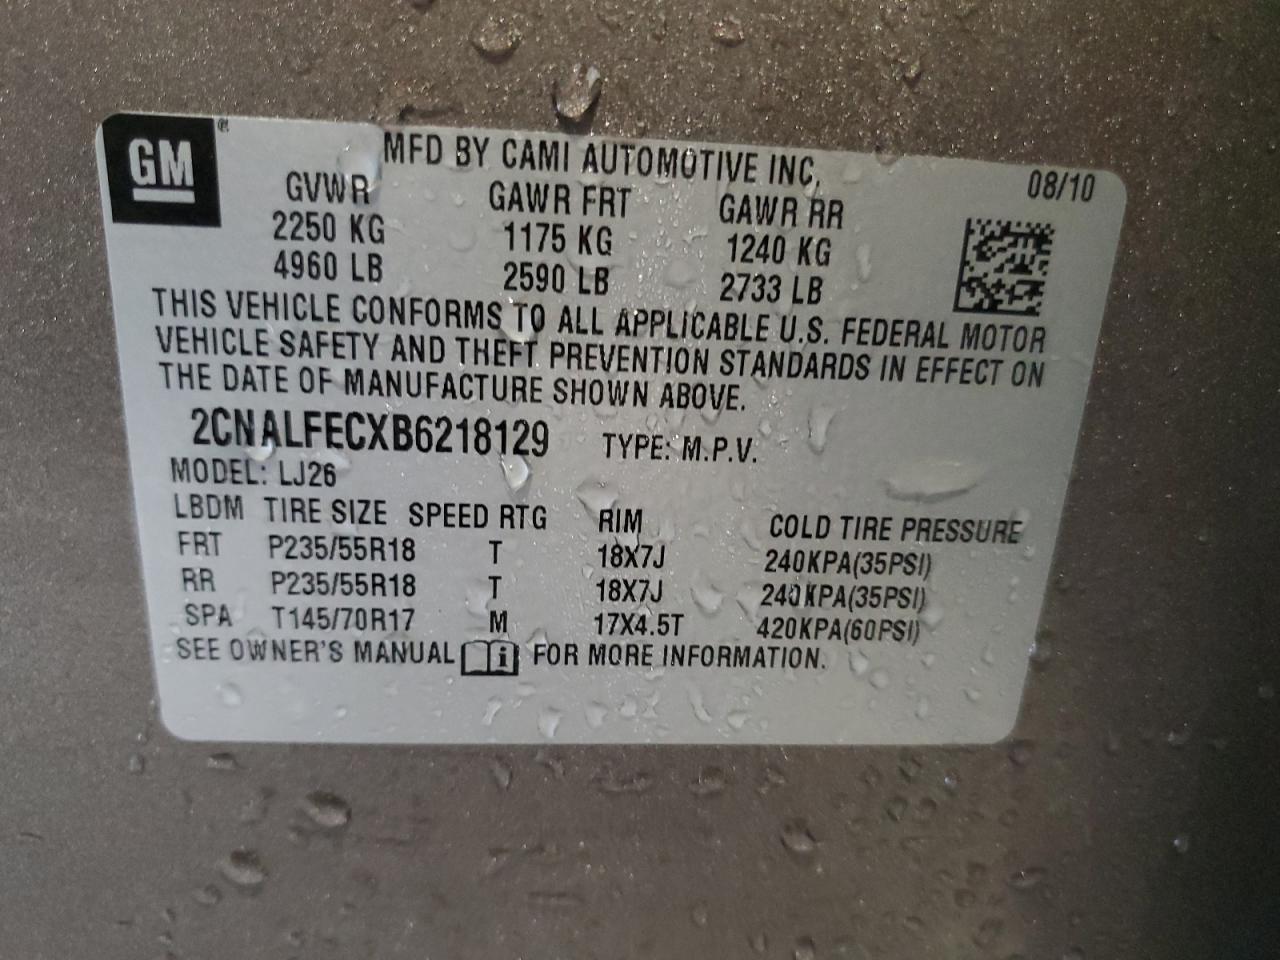 GM ®
MFD BY CAMI AUTOMOTIVE INC,
08/10
GVWR GAWR FRT GAWR RR
2250 KG 1175 KG 1240 KG
4960 LB 2590 LB 2733 LB
THIS VEHICLE CONFORMS TO ALL APPLICABLE U.S. FEDERAL MOTOR
VEHICLE SAFETY AND THEFT PREVENTION STANDARDS IN EFFECT ON
THE DATE OF MANUFACTURE SHOWN ABOVE.
2CNALFECXB6218129 TYPE: M.P.V.
MODEL: LJ26
LBDM TIRE SIZE SPEED RTG RIM COLD TIRE PRESSURE
FRT P235/55R18 T 18X7J 240KPA(35PSI)
RR P235/55R18 T 18X7J 240KPA(35PSI)
SPA T145/70R17 M 17X4.5T 420KPA(60PSI)
SEE OWNER'S MANUAL i FOR MORE INFORMATION.